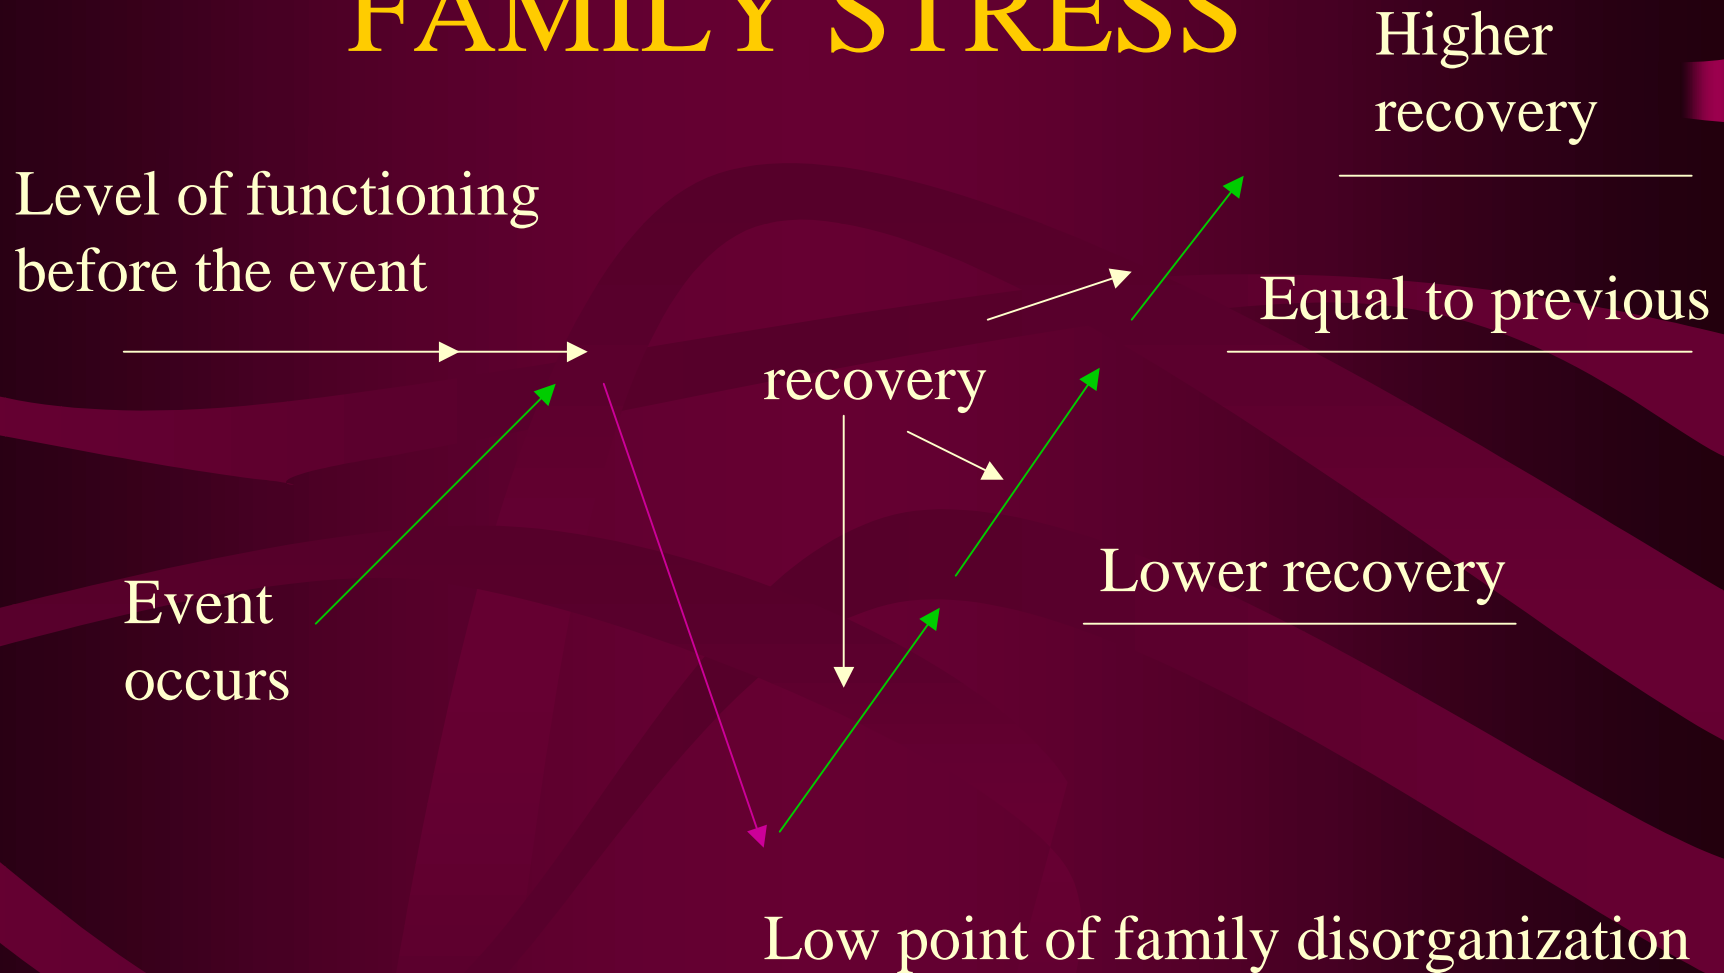 FAMILY STRESS
Higher
recovery
Level of functioning
before the event
Equal to previous
recovery
Lower recovery
Event
occurs
Low point of family disorganization